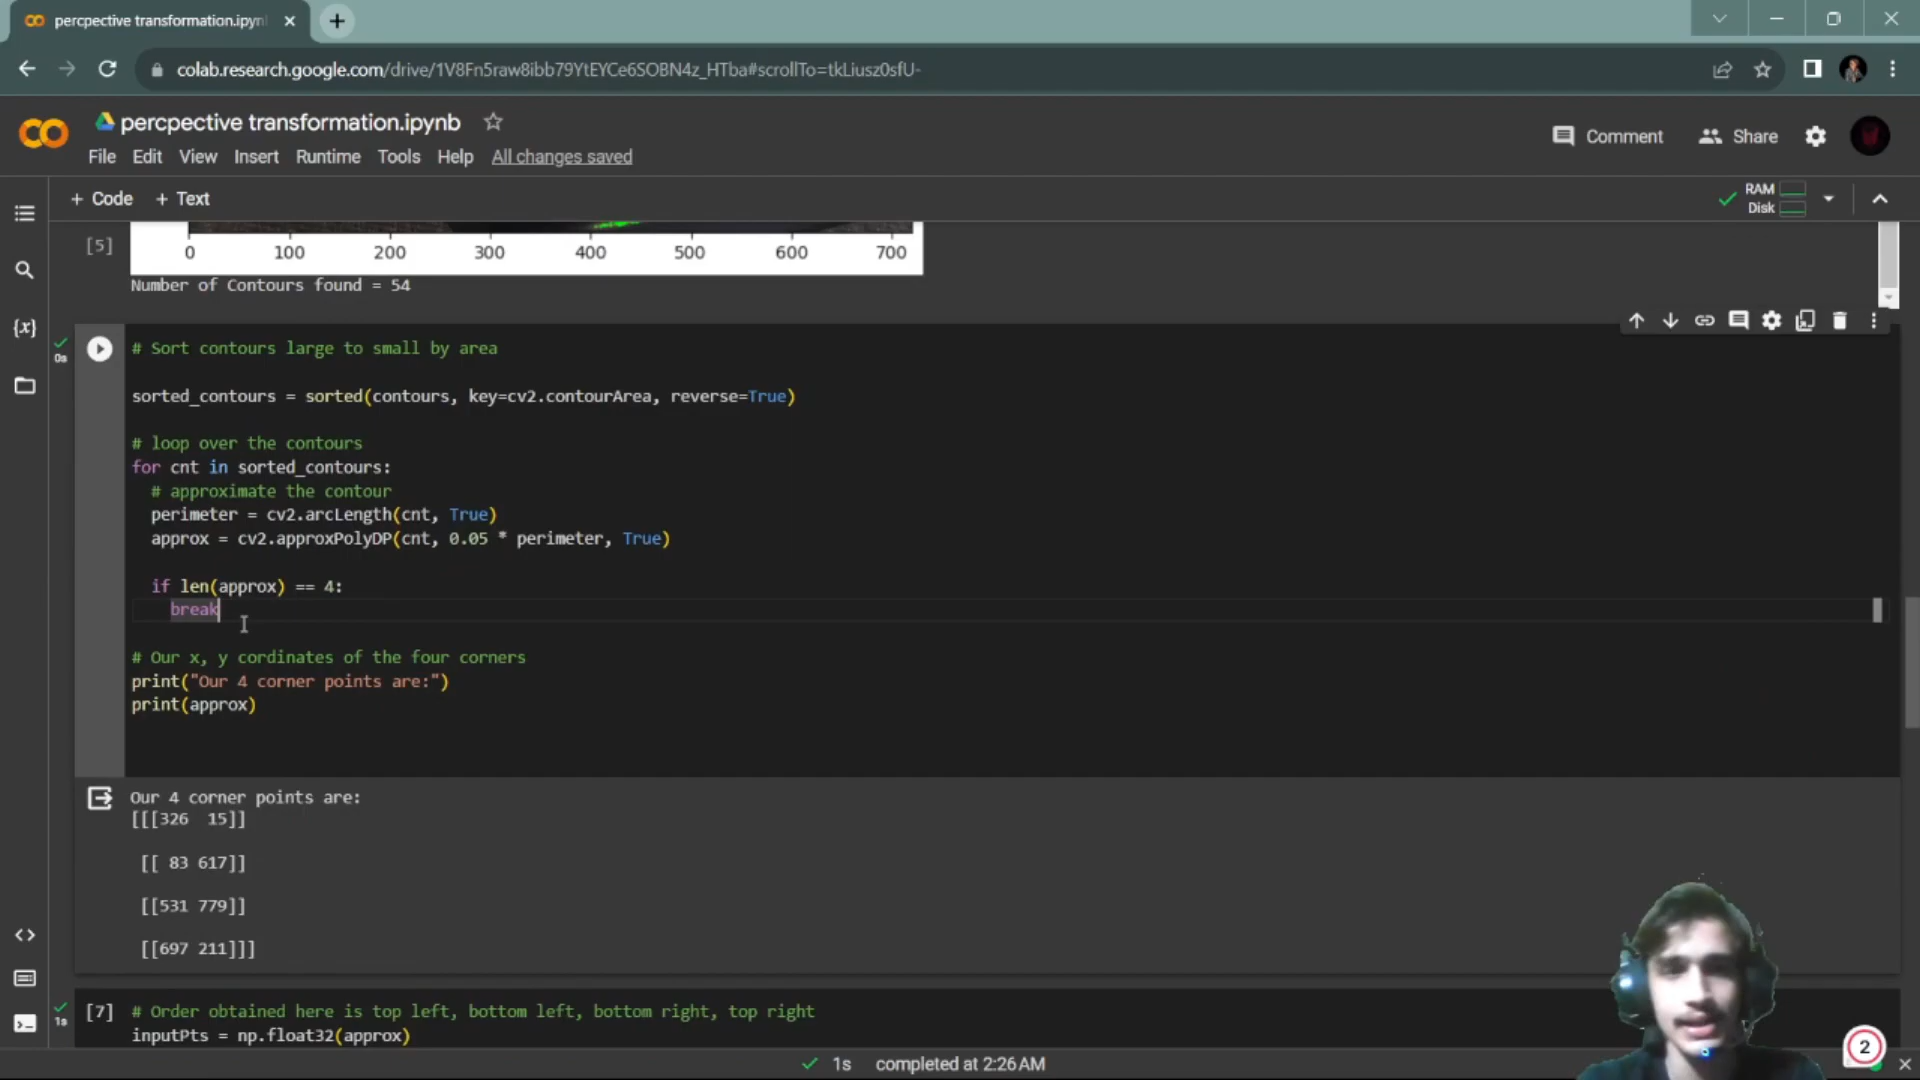 percpective transformation.ipyn
colab.research.google.com/drive/1V8Fn5raw8ibb79YtEYCe6SOBN4z_HTba#scrollTo=tkLiusz0sfU-
percpective transformation.ipynb
Comment
Share
File Edit View Insert Runtime Tools Help All changes saved
+ Code + Text
RAM
Disk
[5]
0 100 200 300 400 500 600 700
Number of Contours found = 54
{x}
0s
# Sort contours large to small by area
sorted_contours = sorted(contours, key=cv2.contourArea, reverse=True)
# loop over the contours
for cnt in sorted_contours:
# approximate the contour
perimeter = cv2.arcLength(cnt, True)
approx = cv2.approxPolyDP(cnt, 0.05 * perimeter, True)
if len(approx) == 4:
break
# Our x, y cordinates of the four corners
print("Our 4 corner points are:")
print(approx)
Our 4 corner points are:
[[[326  15]]
[[ 83 617]]
[[531 779]]
[[697 211]]]
1s
[7]
# Order obtained here is top left, bottom left, bottom right, top right
inputPts = np.float32(approx)
1s completed at 2:26 AM
2